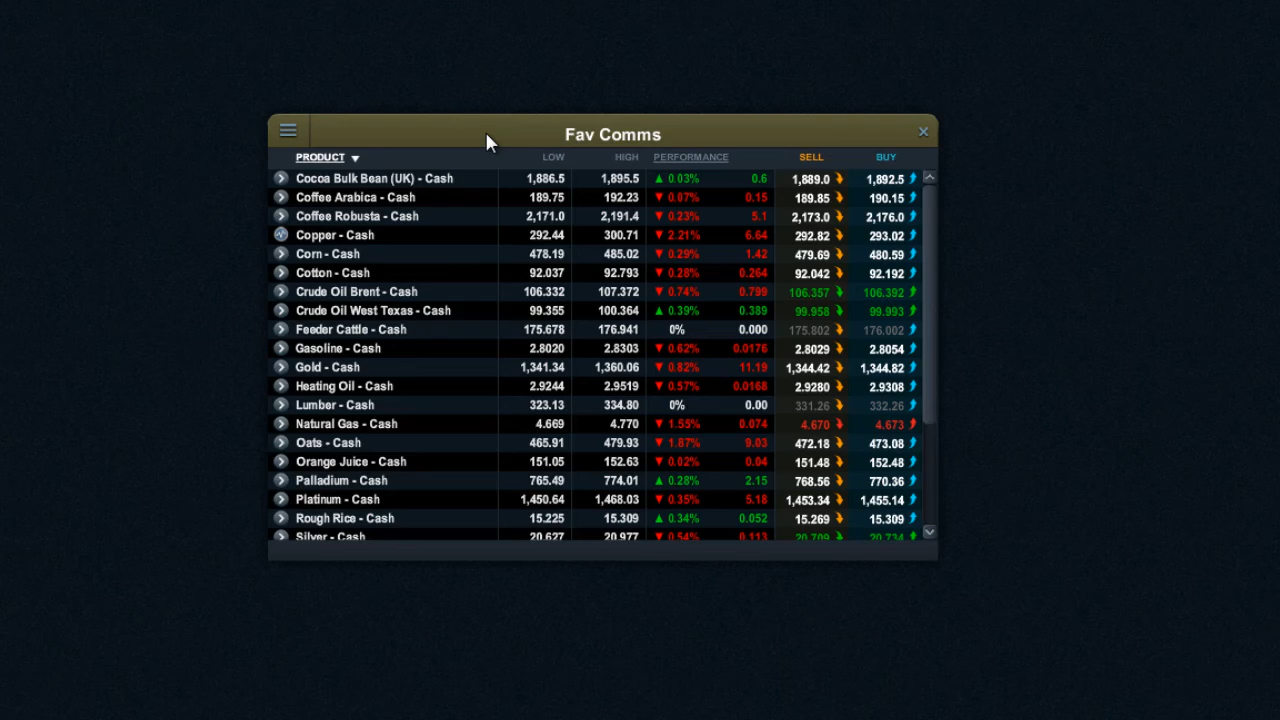 Fav Comms
PRODUCT LOW HIGH PERFORMANCE SELL BUY
Cocoa Bulk Bean (UK) - Cash 1,886.5 1,895.5 0.03% 0.6 1,889.0 1,892.5
Coffee Arabica - Cash 189.75 192.23 0.07% 0.15 189.85 190.15
Coffee Robusta - Cash 2,171.0 2,191.4 0.23% 5.1 2,173.0 2,176.0
Copper - Cash 292.44 300.71 2.21% 6.64 292.82 293.02
Corn - Cash 478.19 485.02 0.29% 1.42 479.69 480.59
Cotton - Cash 92.037 92.793 0.28% 0.264 92.042 92.192
Crude Oil Brent - Cash 106.332 107.372 0.74% 0.799 106.357 106.392
Crude Oil West Texas - Cash 99.355 100.364 0.39% 0.389 99.958 99.993
Feeder Cattle - Cash 175.678 176.941 0% 0.000 175.802 176.002
Gasoline - Cash 2.8020 2.8303 0.62% 0.0176 2.8029 2.8054
Gold - Cash 1,341.34 1,360.06 0.82% 11.19 1,344.42 1,344.82
Heating Oil - Cash 2.9244 2.9519 0.57% 0.0168 2.9280 2.9308
Lumber - Cash 323.13 334.80 0% 0.00 331.26 332.26
Natural Gas - Cash 4.669 4.770 1.55% 0.074 4.670 4.673
Oats - Cash 465.91 479.93 1.87% 9.03 472.18 473.08
Orange Juice - Cash 151.05 152.63 0.02% 0.04 151.48 152.48
Palladium - Cash 765.49 774.01 0.28% 2.15 768.56 770.36
Platinum - Cash 1,450.64 1,468.03 0.35% 5.18 1,453.34 1,455.14
Rough Rice - Cash 15.225 15.309 0.34% 0.052 15.269 15.309
Silver - Cash 20.627 20.977 0.54% 0.113 20.709 20.734